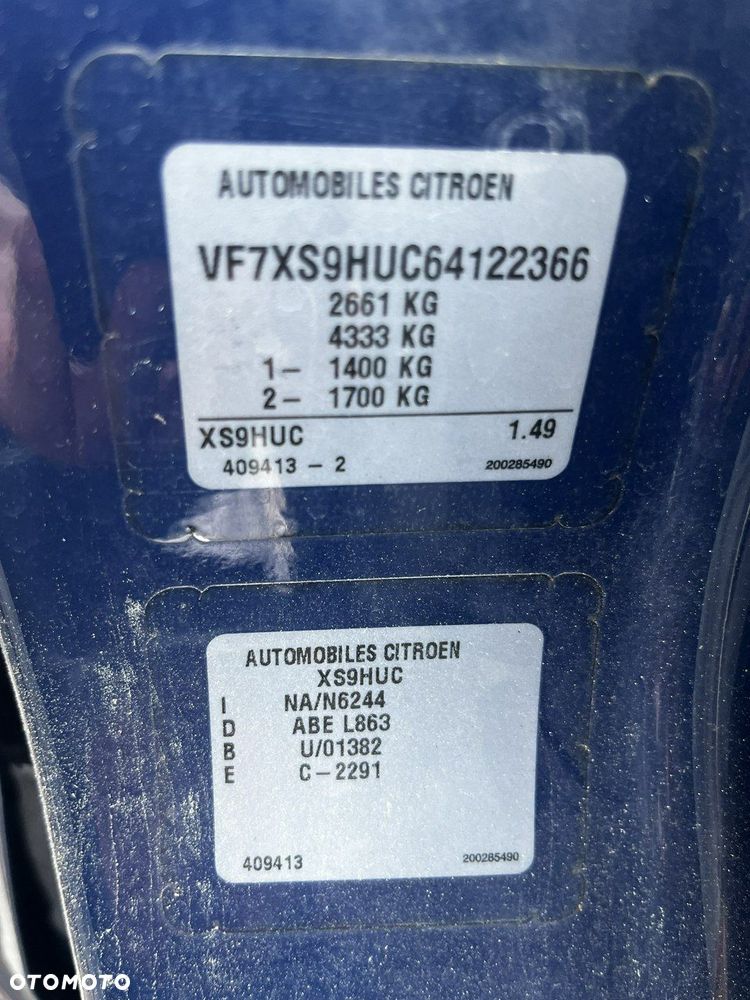 AUTOMOBILES CITROEN
VF7XS9HUC64122366
2661 KG
4333 KG
1- 1400 KG
2- 1700 KG
XS9HUC 1.49
409413 - 2 200285490
AUTOMOBILES CITROEN
XS9HUC
I NA/N6244
D ABE L863
B U/01382
E C-2291
409413 200285490
OTOMOTO